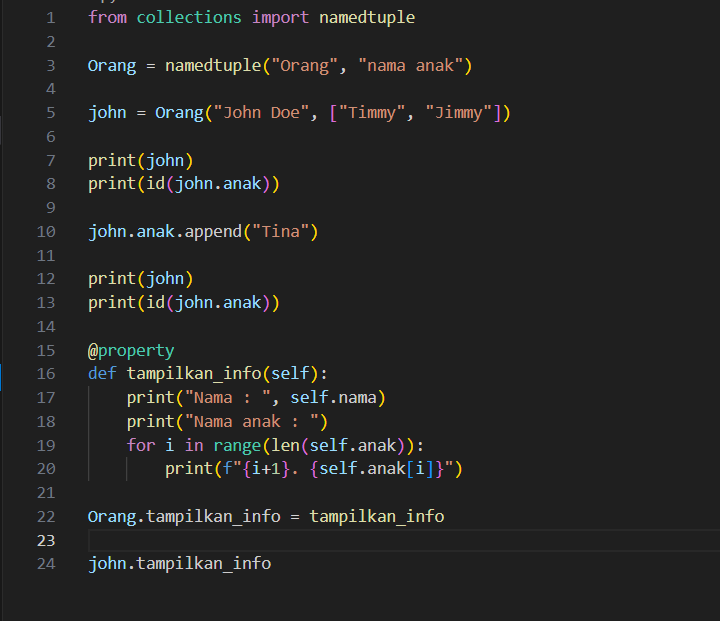 1 from collections import namedtuple
2
3 Orang = namedtuple("Orang", "nama anak")
4
5 john = Orang("John Doe", ["Timmy", "Jimmy"])
6
7 print(john)
8 print(id(john.anak))
9
10 john.anak.append("Tina")
11
12 print(john)
13 print(id(john.anak))
14
15 @property
16 def tampilkan_info(self):
17     print("Nama : ", self.nama)
18     print("Nama anak : ")
19     for i in range(len(self.anak)):
20         print(f"{i+1}. {self.anak[i]}")
21
22 Orang.tampilkan_info = tampilkan_info
23
24 john.tampilkan_info